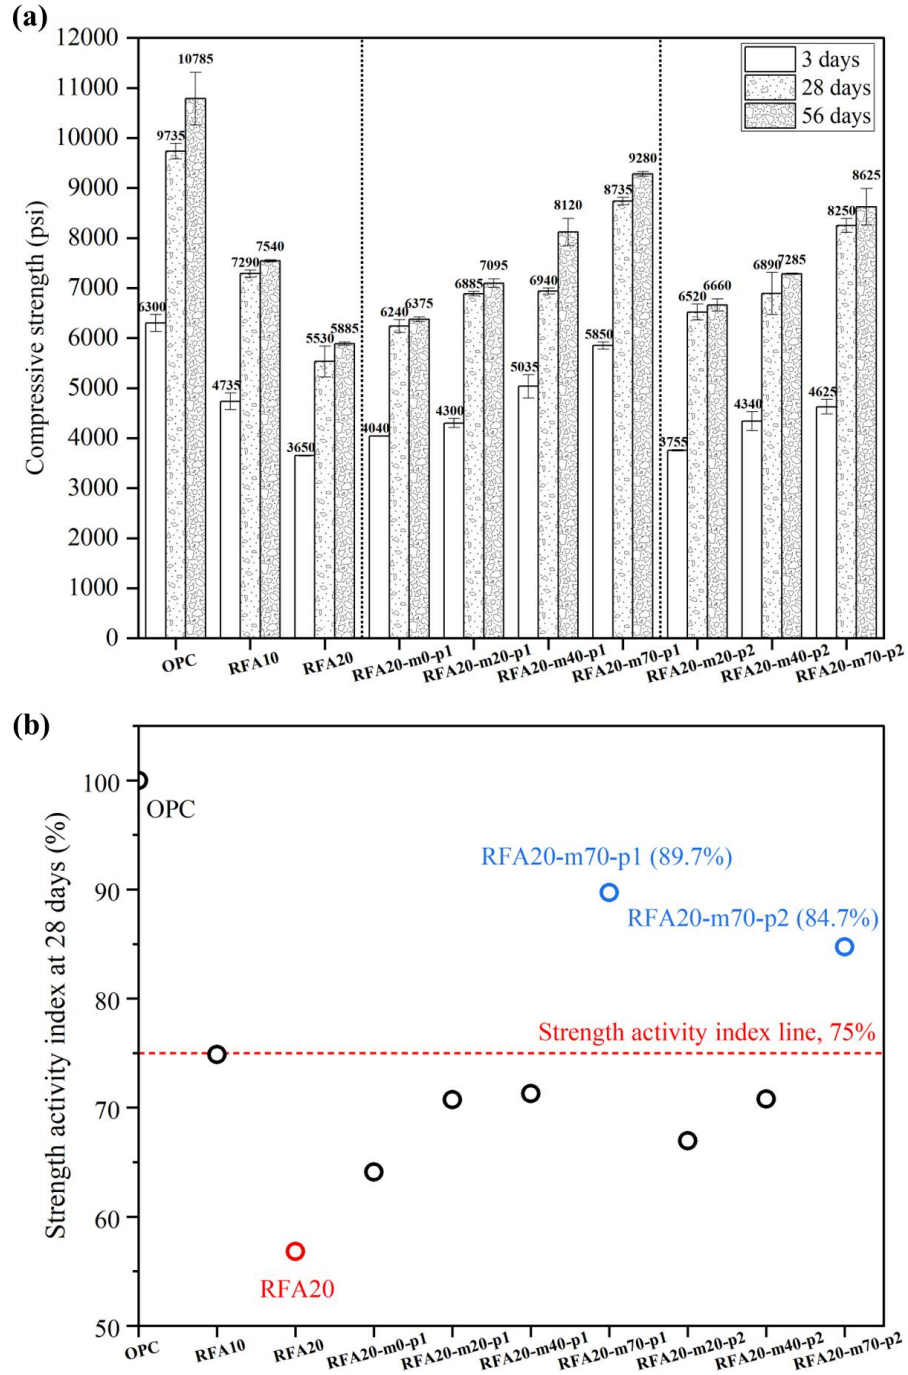 (a)
12000
11000
10000
9000
8000
7000
6000
5000
4000
3000
2000
1000
0
Compressive strength (psi)
3 days
28 days
56 days
6300
9735
10785
4735
7290
7540
3650
5530
5885
4040
6240
6375
4300
6885
7095
5035
6940
8120
5850
8735
9280
3755
6520
6660
4340
6890
7285
4625
8250
8625
OPC
RFA10
RFA20
RFA20-m0-p1
RFA20-m20-p1
RFA20-m40-p1
RFA20-m70-p1
RFA20-m20-p2
RFA20-m40-p2
RFA20-m70-p2
(b)
100
90
80
70
60
50
Strength activity index at 28 days (%)
OPC
RFA20-m70-p1 (89.7%)
RFA20-m70-p2 (84.7%)
Strength activity index line, 75%
RFA20
OPC
RFA10
RFA20
RFA20-m0-p1
RFA20-m20-p1
RFA20-m40-p1
RFA20-m70-p1
RFA20-m20-p2
RFA20-m40-p2
RFA20-m70-p2